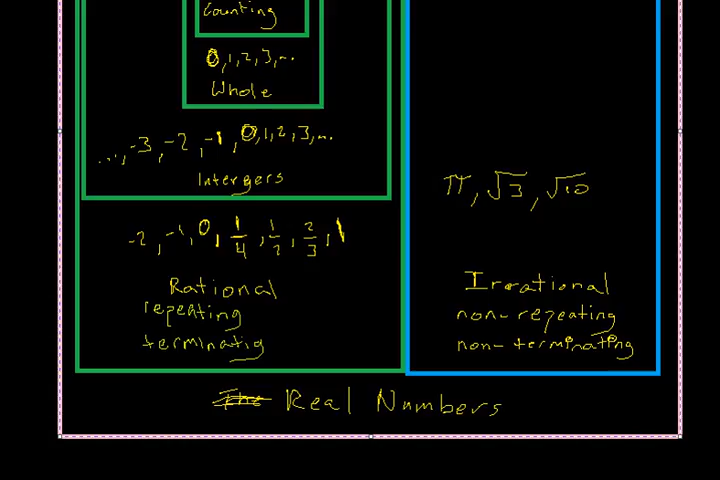 Counting
0, 1, 2, 3, ...
Whole
..., -3, -2, -1, 0, 1, 2, 3, ...
Intergers
-2, -1, 0, 1/4, 1/2, 2/3, 1
Rational
repeating
terminatig
π, √3, √10
Irrational
non-repeating
non-terminating
Real Numbers